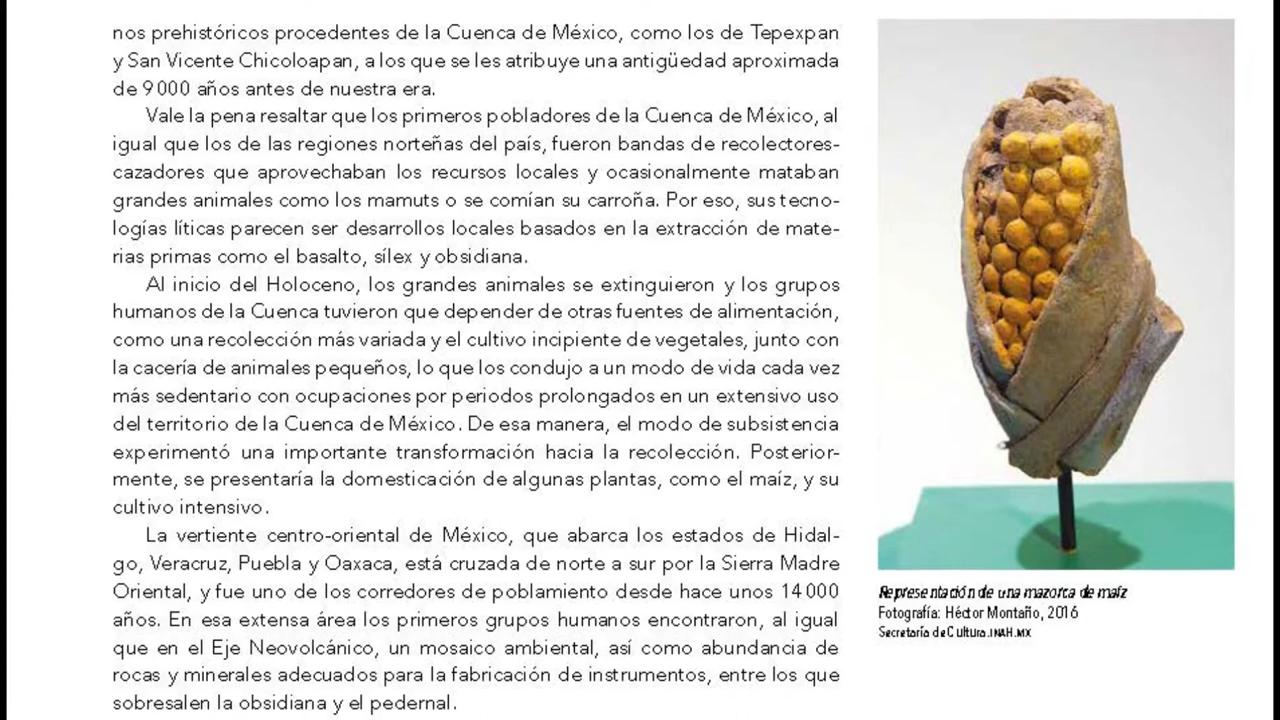 nos prehistóricos procedentes de la Cuenca de México, como los de Tepexpan
y San Vicente Chicoloapan, a los que se les atribuye una antigüedad aproximada
de 9 000 años antes de nuestra era.
Vale la pena resaltar que los primeros pobladores de la Cuenca de México, al
igual que los de las regiones norteñas del país, fueron bandas de recolectores-
cazadores que aprovechaban los recursos locales y ocasionalmente mataban
grandes animales como los mamuts o se comían su carroña. Por eso, sus tecno-
logías líticas parecen ser desarrollos locales basados en la extracción de mate-
rias primas como el basalto, sílex y obsidiana.
Al inicio del Holoceno, los grandes animales se extinguieron y los grupos
humanos de la Cuenca tuvieron que depender de otras fuentes de alimentación,
como una recolección más variada y el cultivo incipiente de vegetales, junto con
la cacería de animales pequeños, lo que los condujo a un modo de vida cada vez
más sedentario con ocupaciones por periodos prolongados en un extensivo uso
del territorio de la Cuenca de México. De esa manera, el modo de subsistencia
experimentó una importante transformación hacia la recolección. Posterior-
mente, se presentaría la domesticación de algunas plantas, como el maíz, y su
cultivo intensivo.
La vertiente centro-oriental de México, que abarca los estados de Hidal-
go, Veracruz, Puebla y Oaxaca, está cruzada de norte a sur por la Sierra Madre
Oriental, y fue uno de los corredores de poblamiento desde hace unos 14 000
años. En esa extensa área los primeros grupos humanos encontraron, al igual
que en el Eje Neovolcánico, un mosaico ambiental, así como abundancia de
rocas y minerales adecuados para la fabricación de instrumentos, entre los que
sobresalen la obsidiana y el pedernal.
Representación de una mazorca de maíz
Fotografía: Héctor Montaño, 2016
Secretaría de Cultura.INAH.MX